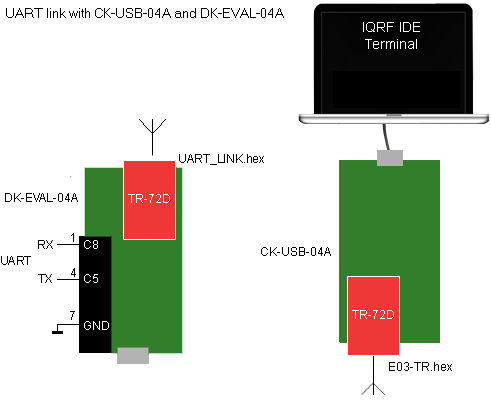 UART link with CK-USB-04A and DK-EVAL-04A
IQRF IDE
Terminal
UART_LINK.hex
DK-EVAL-04A
TR-72D
RX 1 C8
UART
TX 4 C5
7 GND
CK-USB-04A
TR-72D
E03-TR.hex